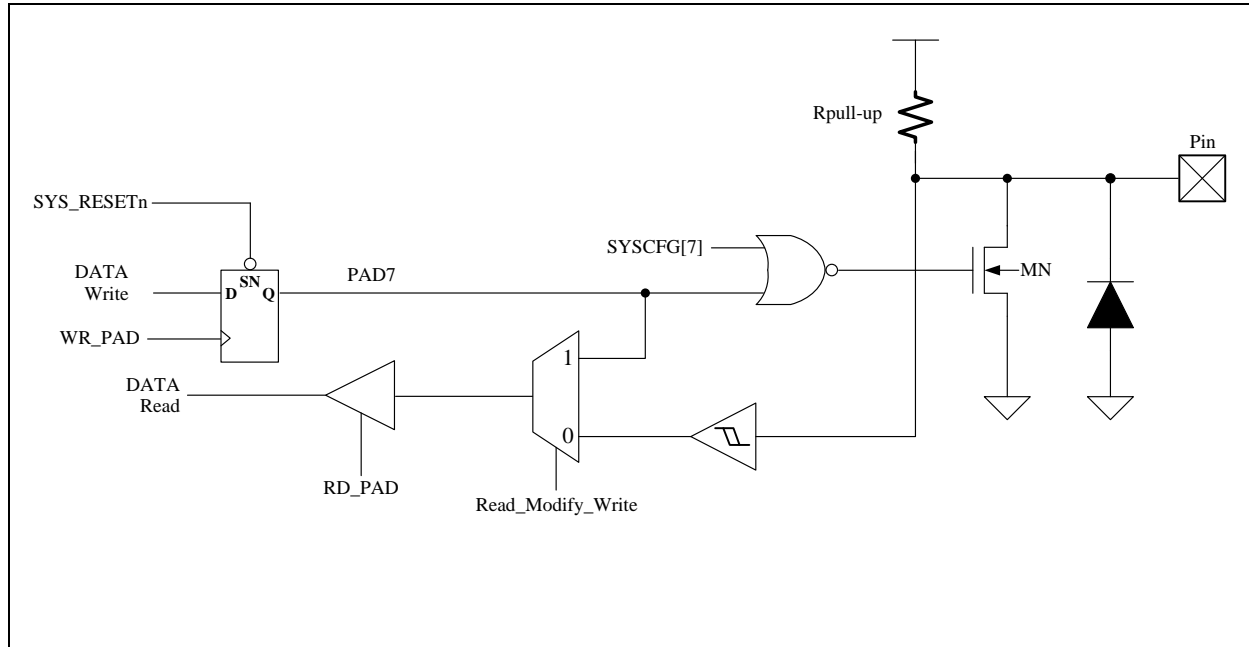 Rpull-up
Pin
SYS_RESETn
SYSCFG[7]
DATA
Write
D
SN
Q
PAD7
MN
WR_PAD
1
DATA
Read
0
RD_PAD
Read_Modify_Write